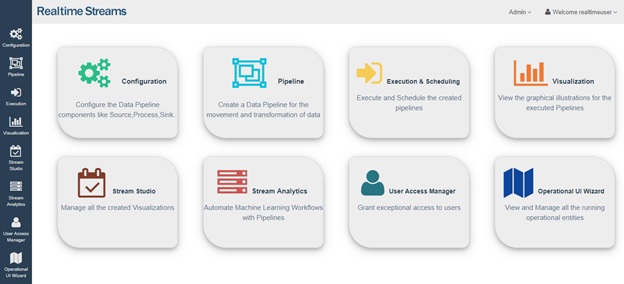 Realtime Streams
Admin
Welcome realtimeuser
Configuration
Pipeline
Execution
Visualization
Stream
Studio
Stream
Analytics
User Access
Manager
Operational
UI Wizard
Configuration
Configure the Data Pipeline
components like Source,Process,Sink.
Pipeline
Create a Data Pipeline for the
movement and transformation of data
Execution & Scheduling
Execute and Schedule the created
pipelines
Visualization
View the graphical illustrations for the
executed Pipelines
Stream Studio
Manage all the created Visualizations
Stream Analytics
Automate Machine Learning Workflows
with Pipelines
User Access Manager
Grant exceptional access to users
Operational UI Wizard
View and Manage all the running
operational entities